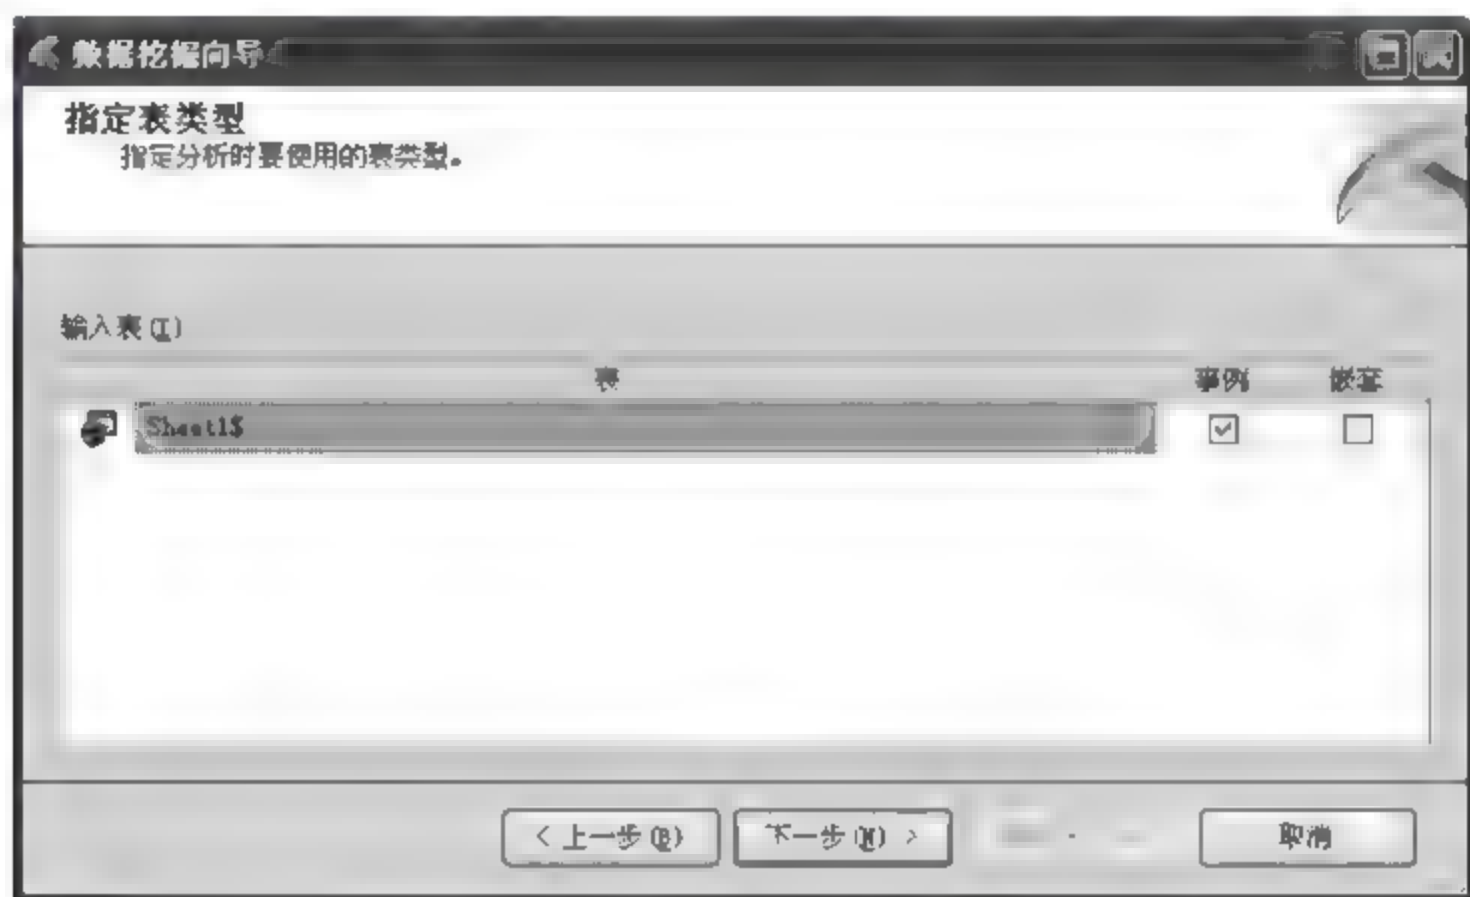 数据挖掘向导
指定表类型
指定分析时要使用的表类型。
输入表(I)
表 事例 嵌套
Sheet1$
< 上一步(B) 下一步(N) > 取消